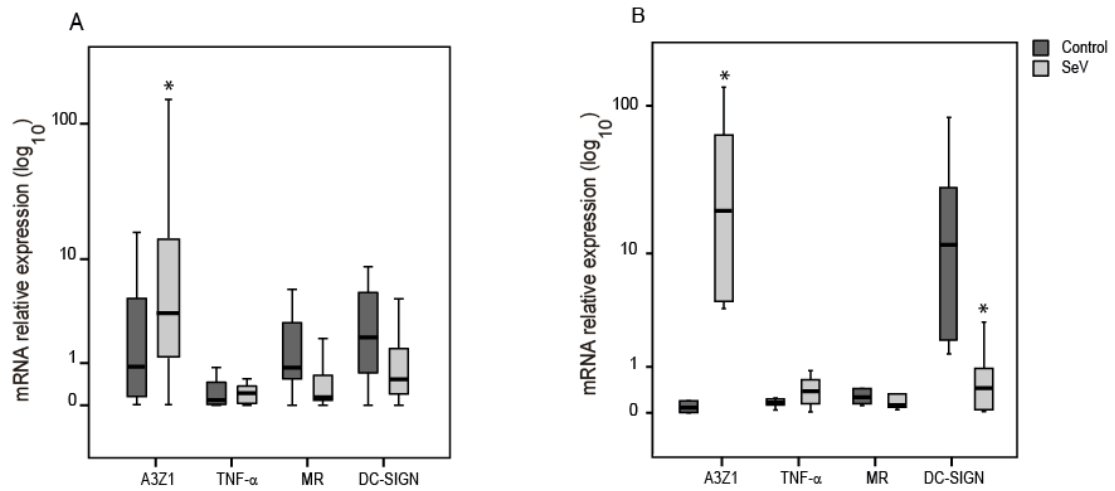 A
mRNA relative expression (log10)
100
10
1
0
*
A3Z1 TNF-α MR DC-SIGN
B
mRNA relative expression (log10)
100
10
1
0
*
*
A3Z1 TNF-α MR DC-SIGN
Control
SeV